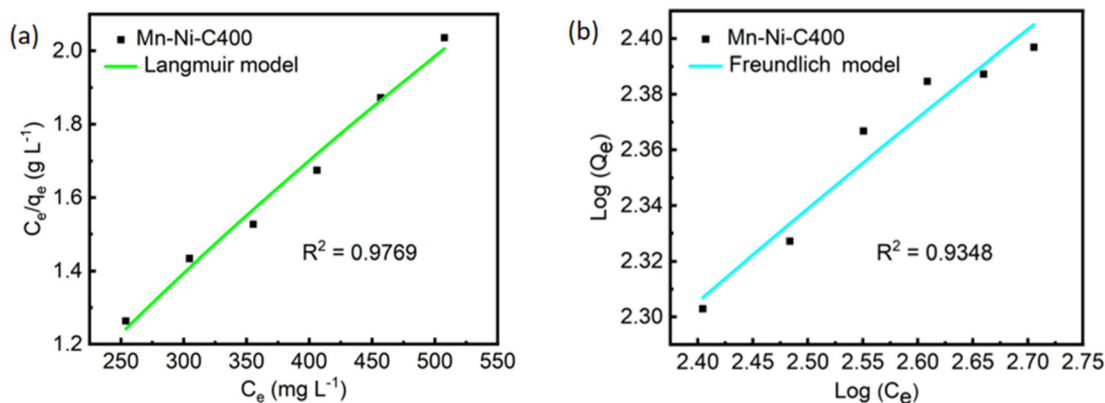 (a)
Mn-Ni-C400
Langmuir model
2.0
1.8
1.6
1.4
1.2
Cₑ/qₑ (g L⁻¹)
R² = 0.9769
250 300 350 400 450 500 550
Cₑ (mg L⁻¹)
(b)
Mn-Ni-C400
Freundlich model
2.40
2.38
2.36
2.34
2.32
2.30
Log (Qₑ)
R² = 0.9348
2.40 2.45 2.50 2.55 2.60 2.65 2.70 2.75
Log (Cₑ)